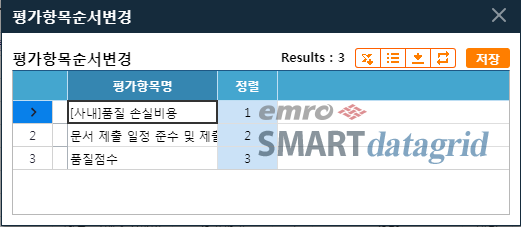 평가항목순서변경
평가항목순서변경 Results : 3 저장
평가항목명 정렬
[사내]품질 손실비용 1
2 문서 제출 일정 준수 및 제출 2
3 품질점수 3
emro
SMART datagrid